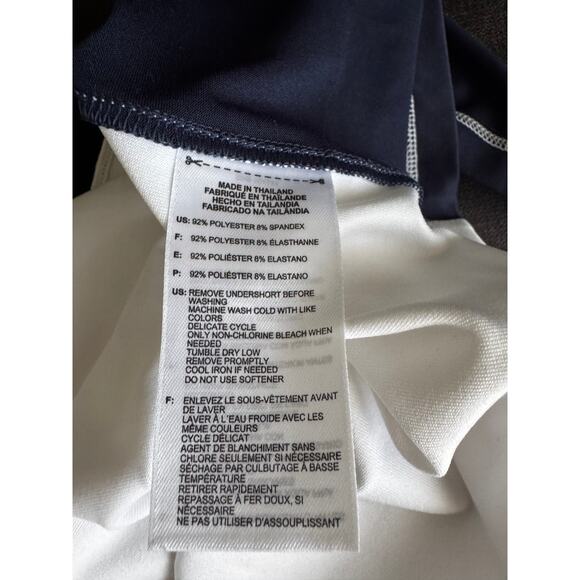 MADE IN THAILAND
FABRIQUÉ EN THAÏLANDE
HECHO EN TAILANDIA
FABRICADO NA TAILÂNDIA
US: 92% POLYESTER 8% SPANDEX
F: 92% POLYESTER 8% ÉLASTHANNE
E: 92% POLIÉSTER 8% ELASTANO
P: 92% POLIÉSTER 8% ELASTANO
US: REMOVE UNDERSHORT BEFORE
WASHING
MACHINE WASH COLD WITH LIKE
COLORS
DELICATE CYCLE
ONLY NON-CHLORINE BLEACH WHEN
NEEDED
TUMBLE DRY LOW
REMOVE PROMPTLY
COOL IRON IF NEEDED
DO NOT USE SOFTENER
F: ENLEVEZ LE SOUS-VÊTEMENT AVANT
DE LAVER
LAVER À L'EAU FROIDE AVEC LES
MÊME COULEURS
CYCLE DÉLICAT
AGENT DE BLANCHIMENT SANS
CHLORE SEULEMENT SI NÉCESSAIRE
SÉCHAGE PAR CULBUTAGE À BASSE
TEMPÉRATURE
RETIRER RAPIDEMENT
REPASSAGE À FER DOUX, SI
NÉCESSAIRE
NE PAS UTILISER D'ASSOUPLISSANT